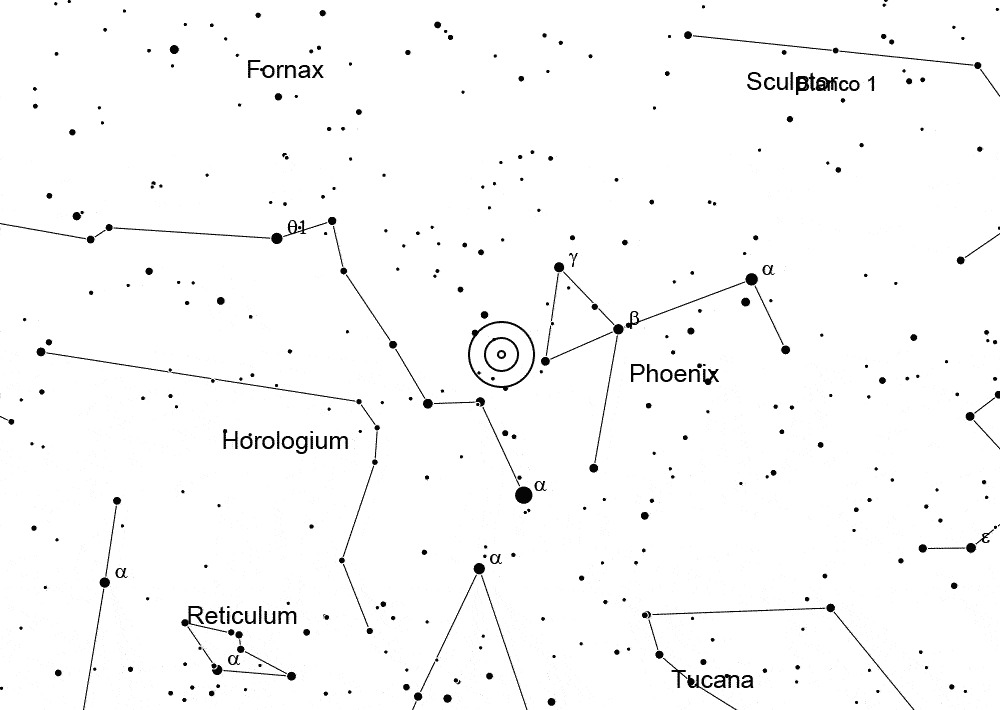 Fornax
Sculptor
Blanco 1
θ1
γ
α
β
Phoenix
Horologium
α
ε
α
α
Reticulum
α
Tucana